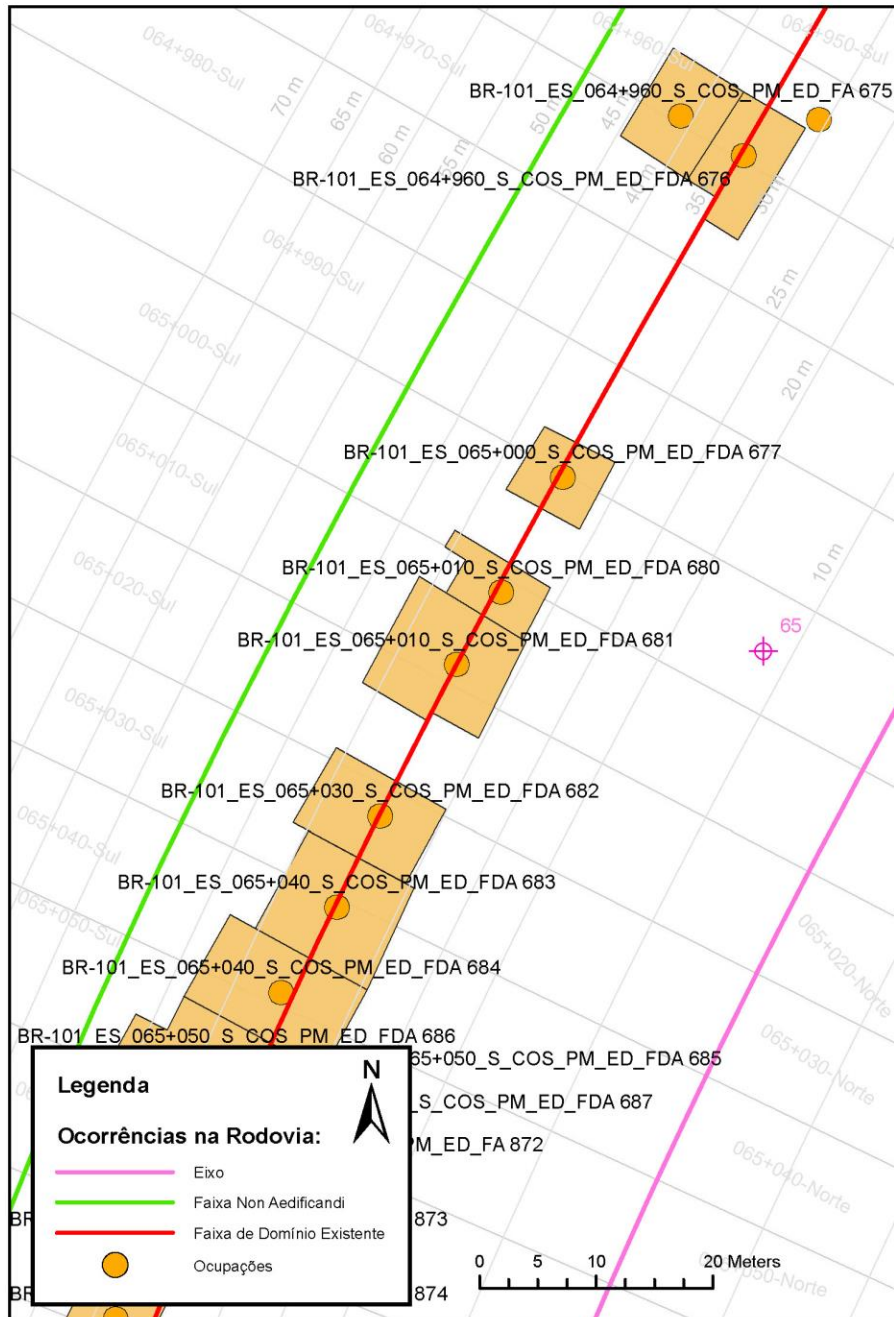 064+980-Sul
064+970-Sul
064+960-Sul
064+950-Sul
70 m
65 m
60 m
55 m
50 m
45 m
BR-101_ES_064+960_S_COS_PM_ED_FA 675
40 m
35
30 m
BR-101_ES_064+960_S_COS_PM_ED_FDA 676
064+990-Sul
25 m
065+000-Sul
20 m
BR-101_ES_065+000_S_COS_PM_ED_FDA 677
065+010-Sul
10 m
BR-101_ES_065+010_S_COS_PM_ED_FDA 680
065+020-Sul
65
BR-101_ES_065+010_S_COS_PM_ED_FDA 681
065+030-Sul
BR-101_ES_065+030_S_COS_PM_ED_FDA 682
065+040-Sul
BR-101_ES_065+040_S_COS_PM_ED_FDA 683
065+050-Sul
065+020-Norte
BR-101_ES_065+040_S_COS_PM_ED_FDA 684
BR-101_ES_065+050_S_COS_PM_ED_FDA 686
65+050_S_COS_PM_ED_FDA 685
065+030-Norte
_S_COS_PM_ED_FDA 687
PM_ED_FA 872
065+040-Norte
873
874
Legenda
N
Ocorrências na Rodovia:
Eixo
Faixa Non Aedificandi
Faixa de Domínio Existente
Ocupações
0 5 10 20 Meters
50-Norte